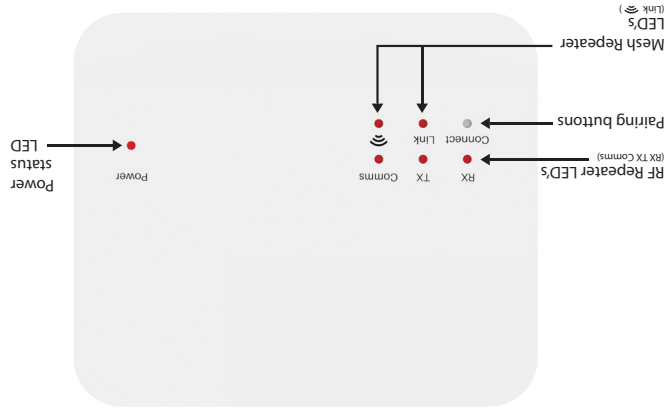 RF Repeater LED's
(RX TX Comms)
Pairing buttons
Mesh Repeater
LED's
(Link )
RX
TX
Comms
Connect
Link
Power
Power
status
LED